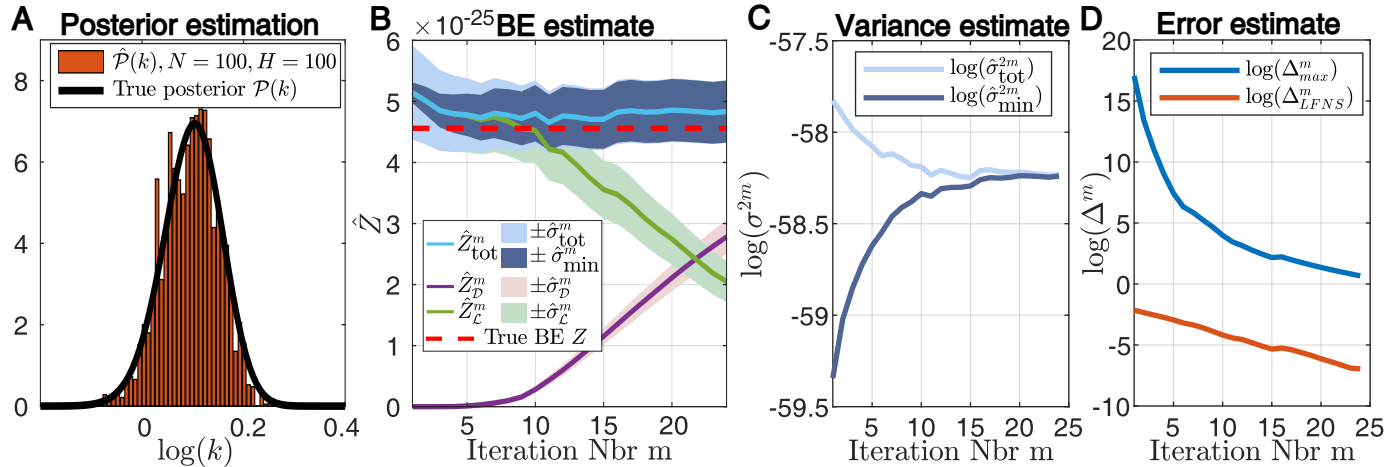 A Posterior estimation
𝒫̂(k), N = 100, H = 100
True posterior 𝒫(k)
8
6
4
2
0
0 0.2 0.4
log(k)
B × 10^-25 BE estimate
6
5
4
3
2
1
0
Ẑ
Ẑ^m_tot ±σ̂^m_tot
± σ̂^m_min
Ẑ^m_𝒟 ±σ̂^m_𝒟
Ẑ^m_ℒ ±σ̂^m_ℒ
True BE Z
5 10 15 20
Iteration Nbr m
C Variance estimate
-57.5
-58
-58.5
-59
-59.5
log(σ^2m)
log(σ̂^2m_tot)
log(σ̂^2m_min)
5 10 15 20 25
Iteration Nbr m
D Error estimate
20
15
10
5
0
-5
-10
log(Δ^m)
log(Δ^m_max)
log(Δ^m_LFNS)
5 10 15 20 25
Iteration Nbr m